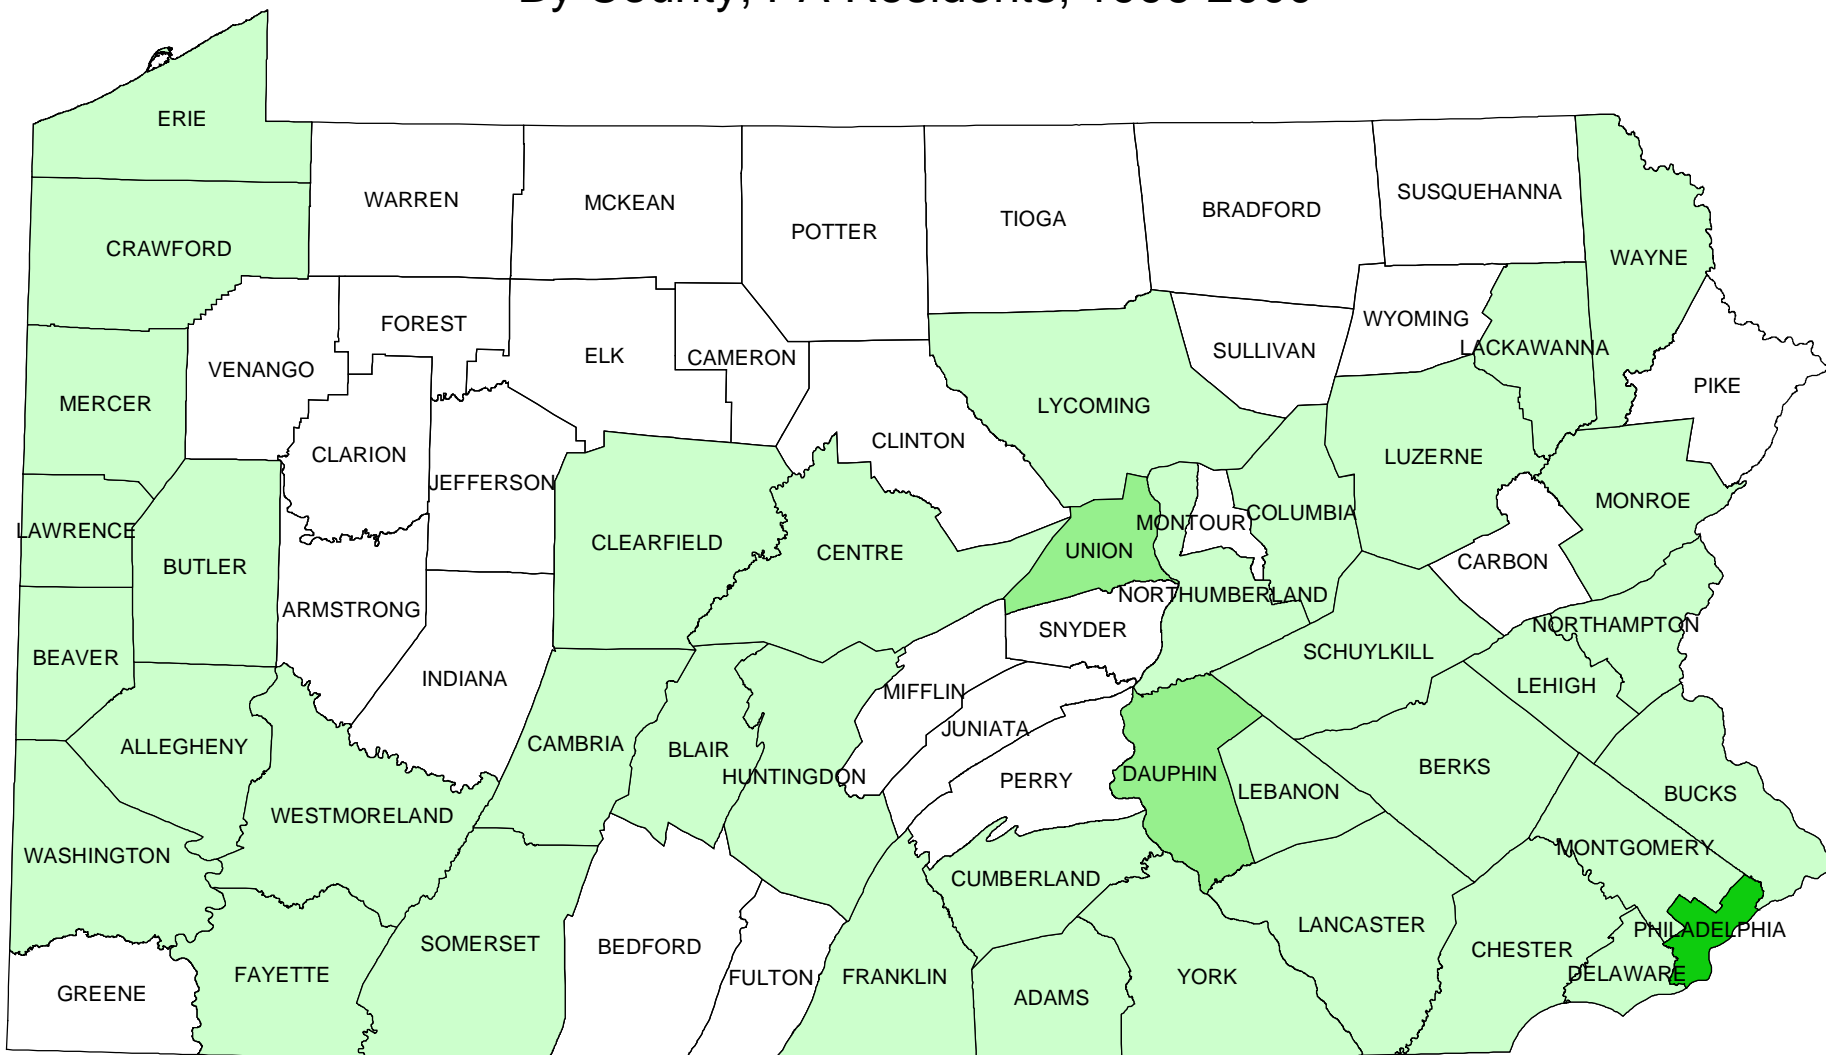 ERIE
WARREN
MCKEAN
POTTER
TIOGA
BRADFORD
SUSQUEHANNA
WAYNE
CRAWFORD
FOREST
VENANGO
ELK
CAMERON
SULLIVAN
WYOMING
LACKAWANNA
PIKE
MERCER
CLARION
JEFFERSON
CLINTON
LYCOMING
LUZERNE
MONROE
LAWRENCE
BUTLER
CLEARFIELD
CENTRE
UNION
MONTOUR
COLUMBIA
CARBON
ARMSTRONG
NORTHUMBERLAND
SNYDER
NORTHAMPTON
BEAVER
INDIANA
MIFFLIN
SCHUYLKILL
LEHIGH
ALLEGHENY
CAMBRIA
BLAIR
HUNTINGDON
JUNIATA
PERRY
DAUPHIN
LEBANON
BERKS
BUCKS
WASHINGTON
WESTMORELAND
CUMBERLAND
MONTGOMERY
GREENE
FAYETTE
SOMERSET
BEDFORD
FULTON
FRANKLIN
ADAMS
YORK
LANCASTER
CHESTER
DELAWARE
PHILADELPHIA